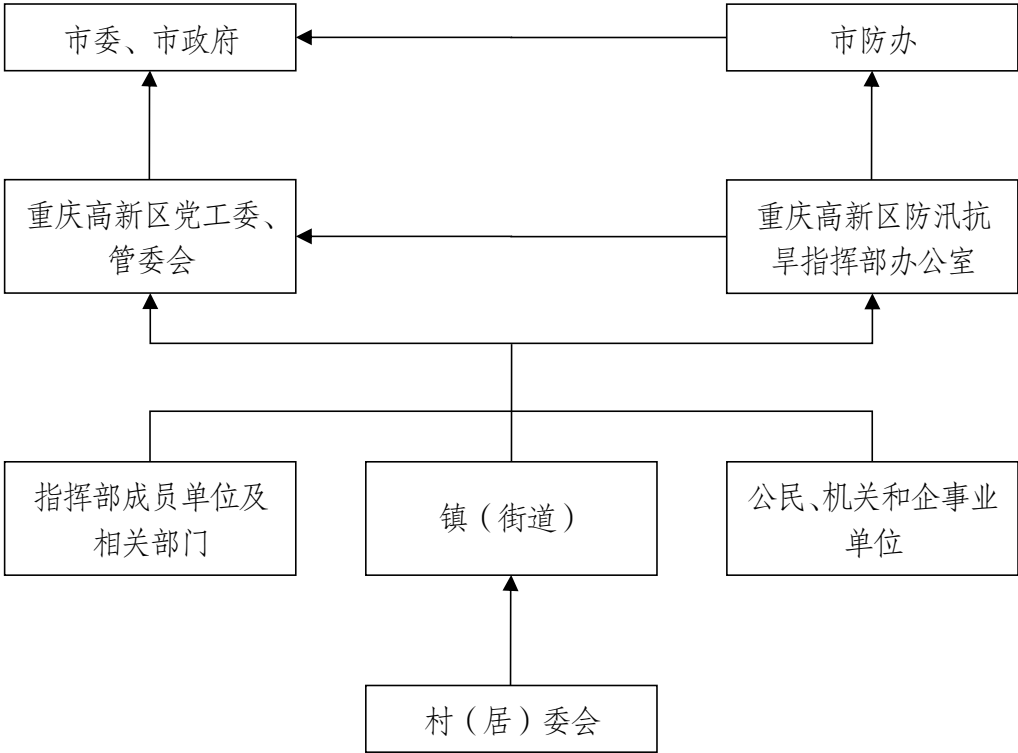 市委、市政府
市防办
重庆高新区党工委、
管委会
重庆高新区防汛抗
旱指挥部办公室
指挥部成员单位及
相关部门
镇（街道）
公民、机关和企事业
单位
村（居）委会